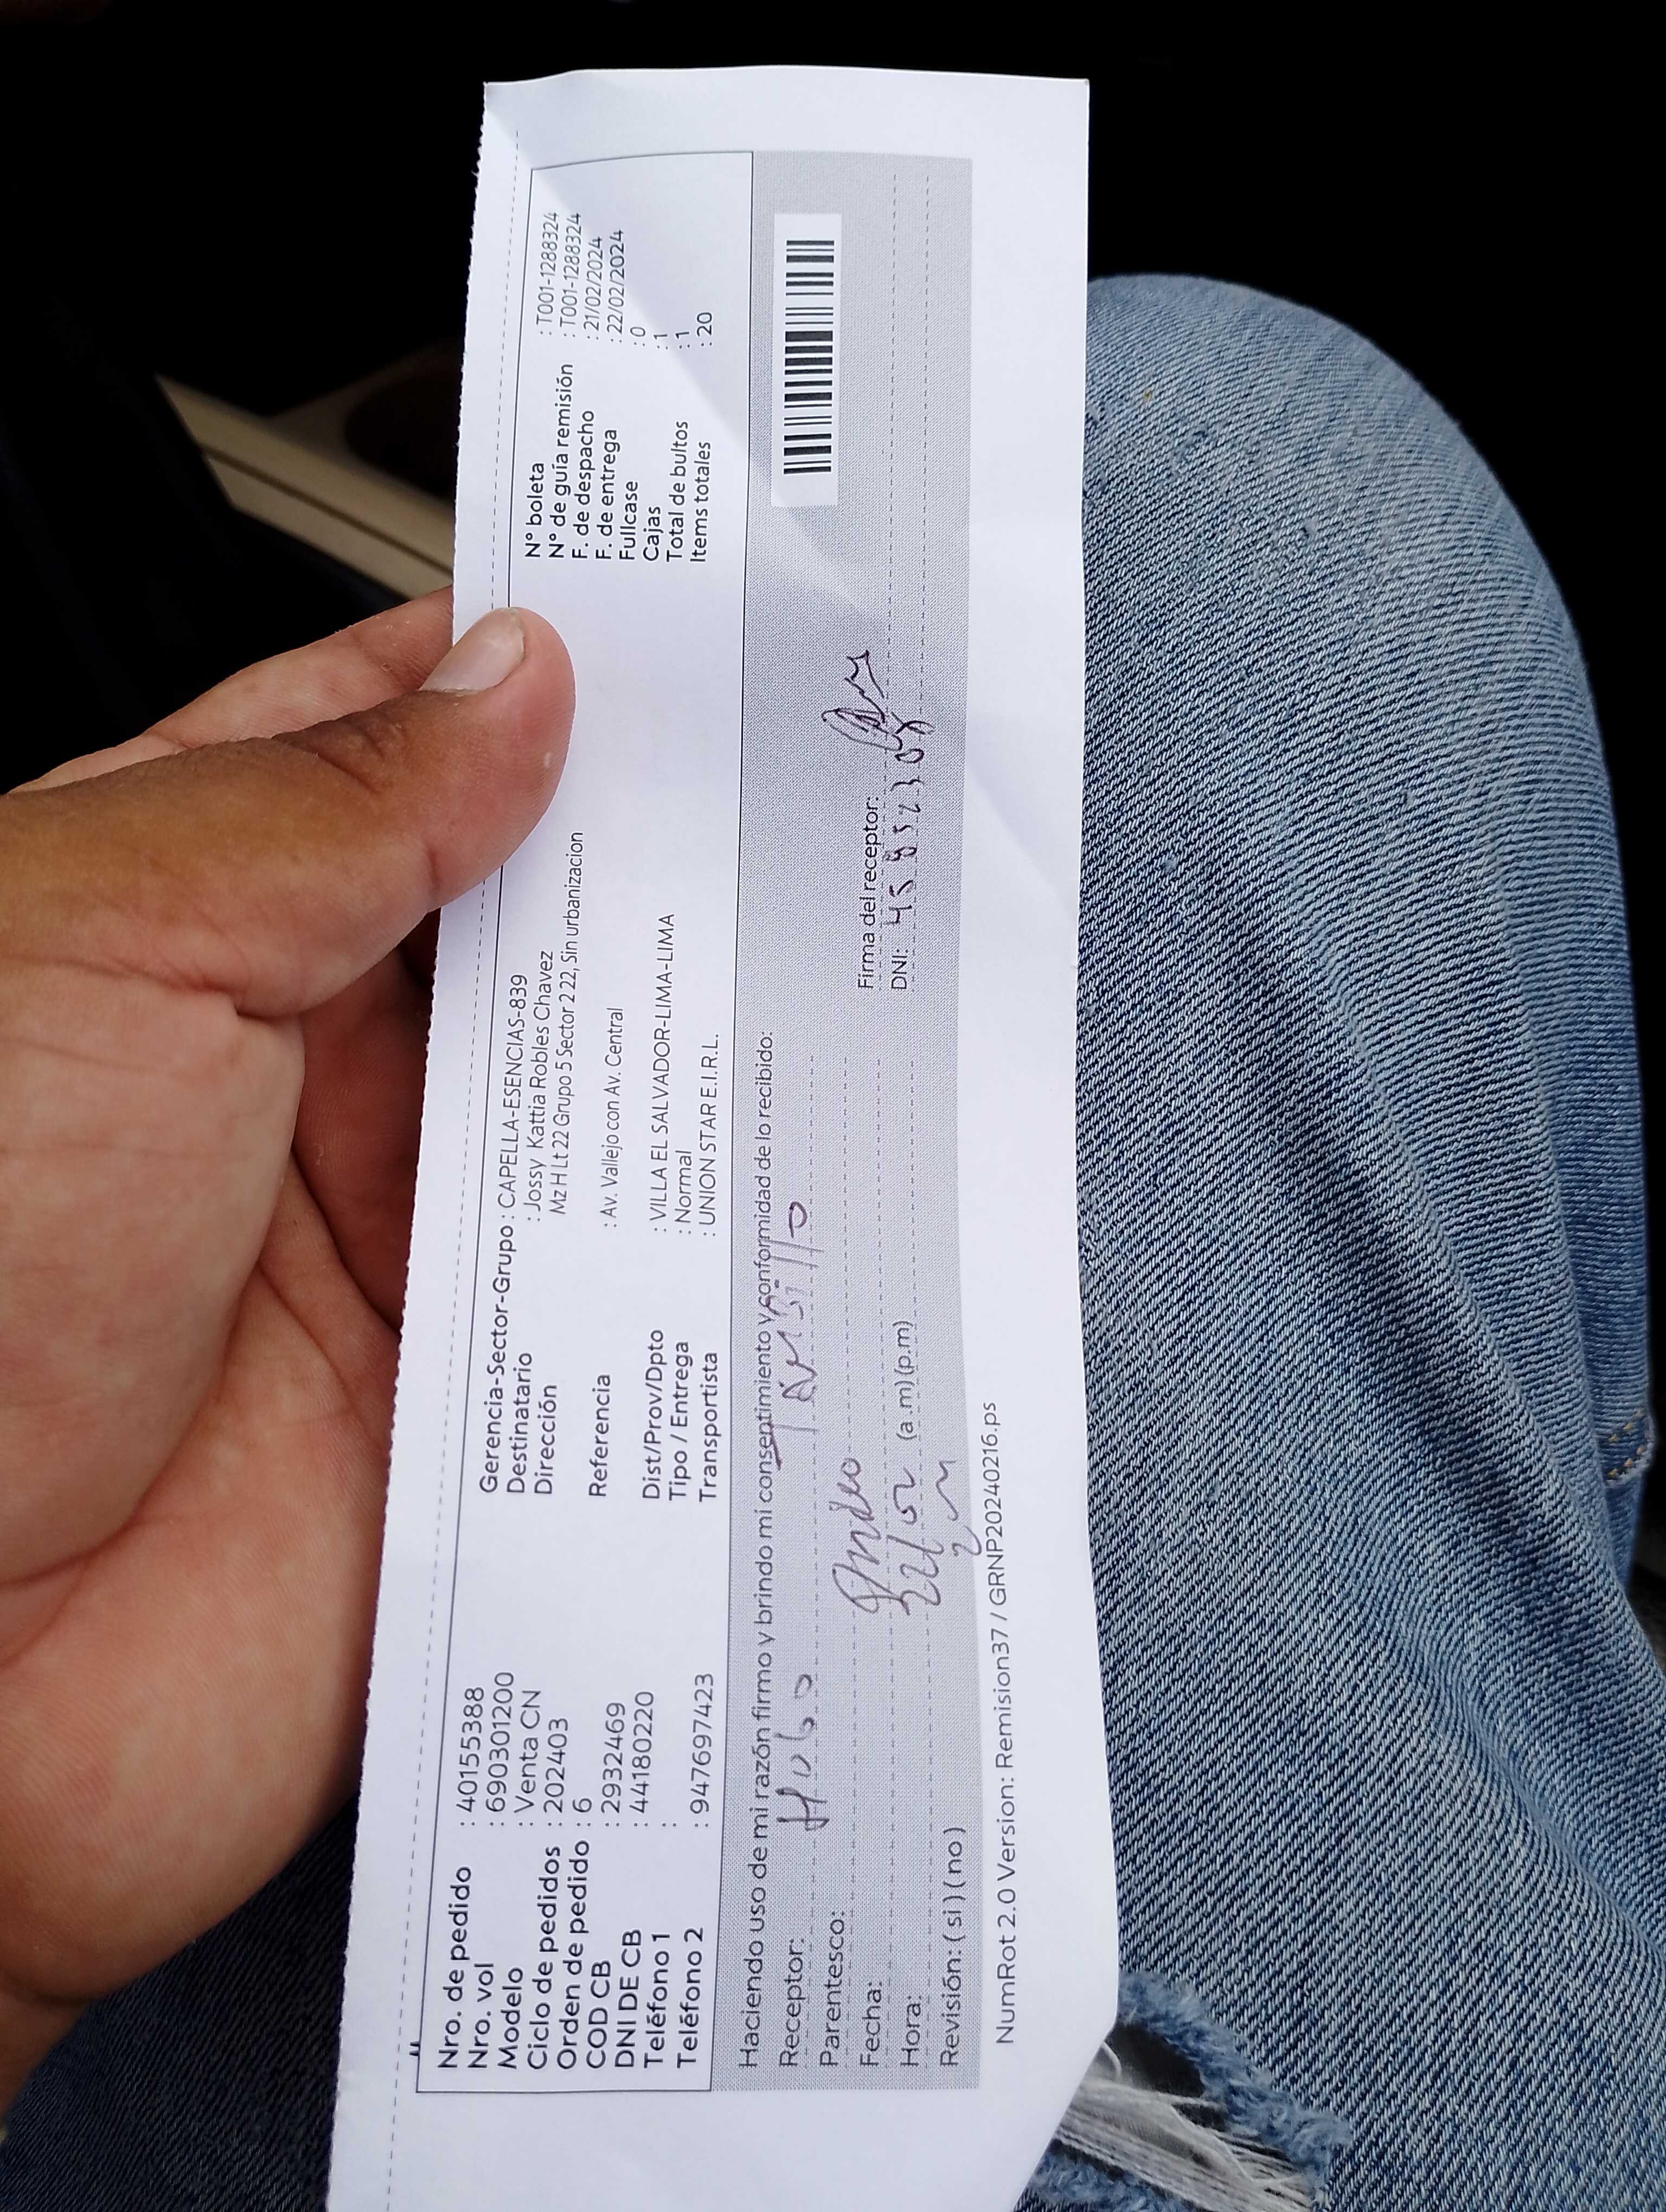 Nro. de pedido : 40155388
Nro. vol : 690301200
Modelo : Venta CN
Ciclo de pedidos : 202403
Orden de pedido : 6
COD CB : 2932469
DNI DE CB : 44180220
Teléfono 1 :
Teléfono 2 : 947697423
Gerencia-Sector-Grupo : CAPELLA-ESENCIAS-839
Destinatario : Jossy Kattia Robles Chavez
Dirección Mz H Lt 22 Grupo 5 Sector 2 22, Sin urbanizacion
Referencia : Av. Vallejo con Av. Central
Dist/Prov/Dpto : VILLA EL SALVADOR-LIMA-LIMA
Tipo / Entrega : Normal
Transportista : UNION STAR E.I.R.L.
N° boleta : T001-1288324
N° de guía remisión : T001-1288324
F. de despacho : 21/02/2024
F. de entrega : 22/02/2024
Fullcase : 0
Cajas : 1
Total de bultos : 1
Items totales : 20
Haciendo uso de mi razón firmo y brindo mi consentimiento y conformidad de lo recibido:
Receptor: Hugo
Parentesco:
Fecha:
Hora: (a.m) (p.m)
Revisión: ( si ) ( no )
Firma del receptor:
DNI:
NumRot 2.0 Version: Remision37 / GRNP20240216.ps